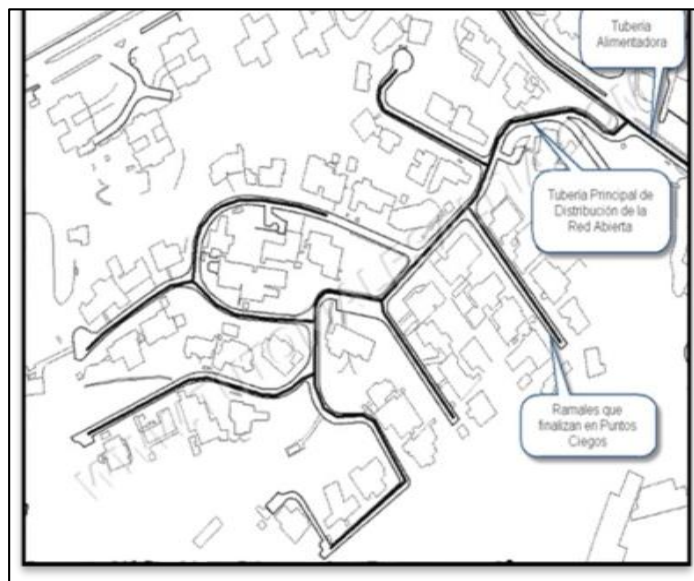 Tubería
Alimentadora
Tubería Principal de
Distribución de la
Red Abierta
Ramales que
finalizan en Puntos
Ciegos